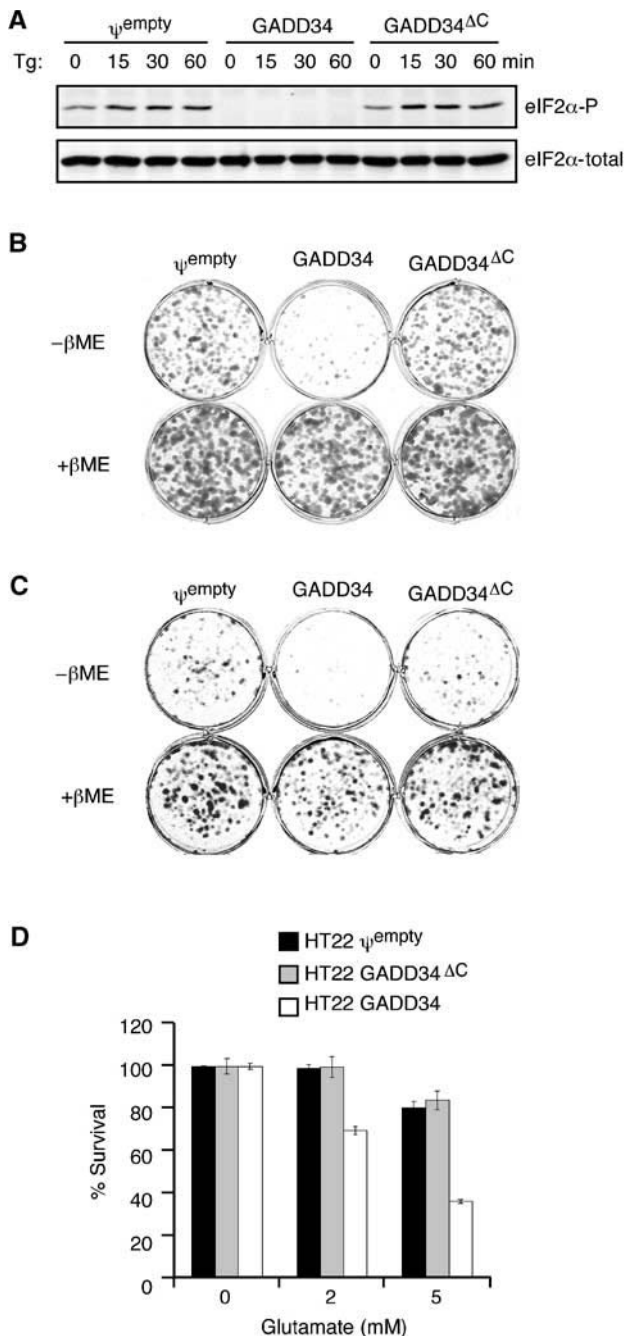 A
ψempty GADD34 GADD34ΔC
Tg: 0 15 30 60 0 15 30 60 0 15 30 60 min
eIF2α-P
eIF2α-total
B
ψempty GADD34 GADD34ΔC
−βME
+βME
C
ψempty GADD34 GADD34ΔC
−βME
+βME
D
HT22 ψempty
HT22 GADD34ΔC
HT22 GADD34
120
100
80
60
40
20
0
% Survival
0 2 5
Glutamate (mM)